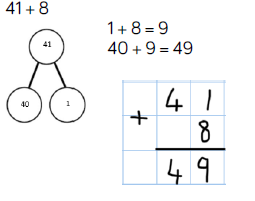 41 + 8
41
40 1
1 + 8 = 9
40 + 9 = 49
4 1
+ 8
4 9